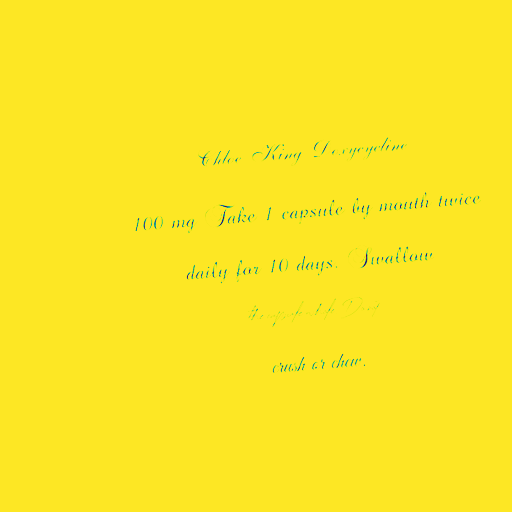 Chloe King Doxycycline
100 mg Take 1 capsule by mouth twice
daily for 10 days. Swallow
crush or chew.